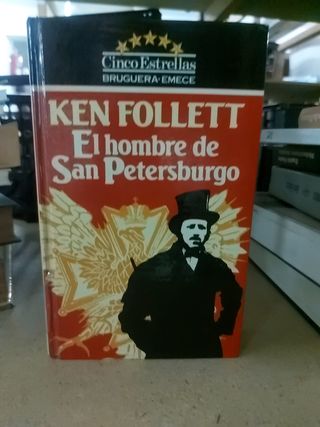 Cinco Estrellas
BRUGUERA-EMECE
KEN FOLLETT
El hombre de
San Petersburgo